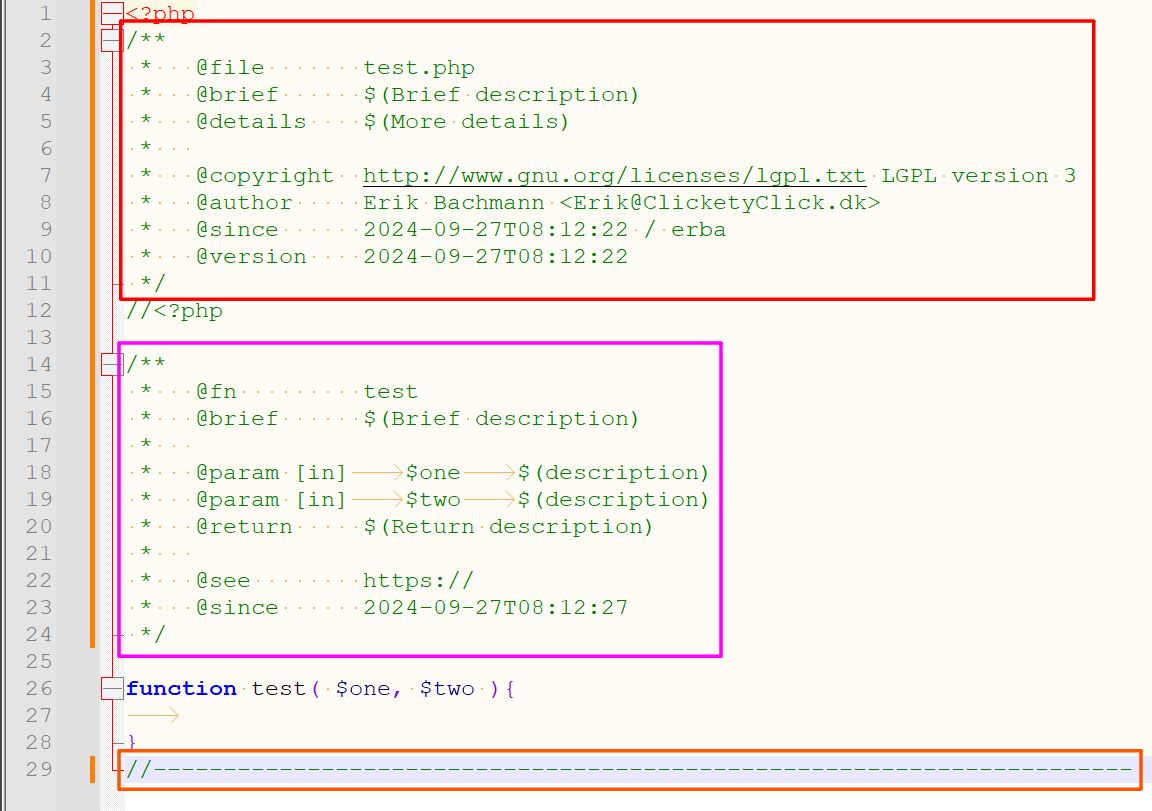 1 <?php
2 /**
3  *   @file       test.php
4  *   @brief      $(Brief description)
5  *   @details    $(More details)
6  *
7  *   @copyright  http://www.gnu.org/licenses/lgpl.txt LGPL version 3
8  *   @author     Erik Bachmann <Erik@ClicketyClick.dk>
9  *   @since      2024-09-27T08:12:22 / erba
10  *   @version    2024-09-27T08:12:22
11  */
12 //<?php
13
14 /**
15  *   @fn         test
16  *   @brief      $(Brief description)
17  *
18  *   @param [in]	$one	$(description)
19  *   @param [in]	$two	$(description)
20  *   @return     $(Return description)
21  *
22  *   @see        https://
23  *   @since      2024-09-27T08:12:27
24  */
25
26 function test( $one, $two ){
27
28 }
29 //----------------------------------------------------------------------